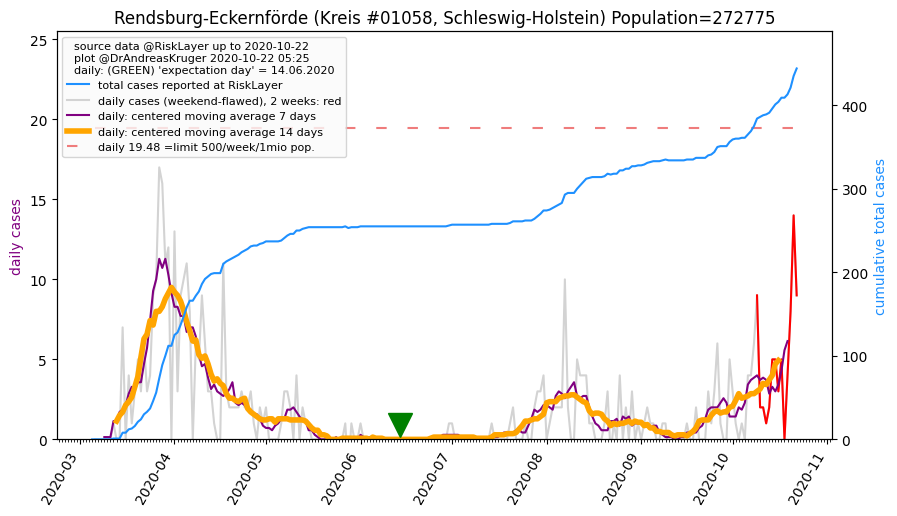 Rendsburg-Eckernförde (Kreis #01058, Schleswig-Holstein) Population=272775
source data @RiskLayer up to 2020-10-22
plot @DrAndreasKruger 2020-10-22 05:25
daily: (GREEN) 'expectation day' = 14.06.2020
total cases reported at RiskLayer
daily cases (weekend-flawed), 2 weeks: red
daily: centered moving average 7 days
daily: centered moving average 14 days
daily 19.48 =limit 500/week/1mio pop.
daily cases
25
20
15
10
5
0
cumulative total cases
400
300
200
100
0
2020-03
2020-04
2020-05
2020-06
2020-07
2020-08
2020-09
2020-10
2020-11